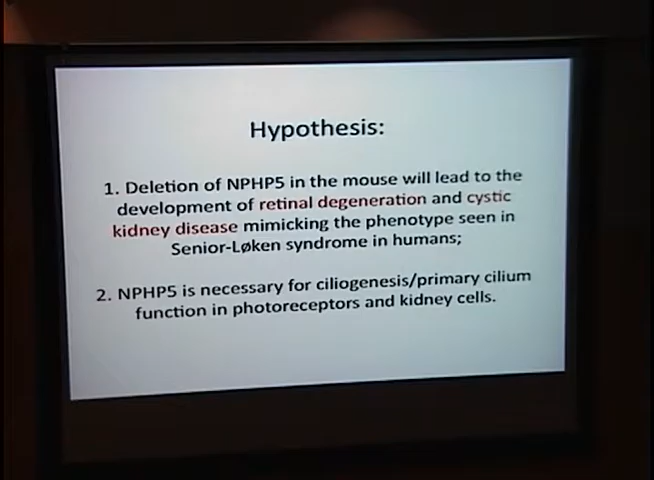 Hypothesis:
1. Deletion of NPHP5 in the mouse will lead to the
development of retinal degeneration and cystic
kidney disease mimicking the phenotype seen in
Senior-Løken syndrome in humans;
2. NPHP5 is necessary for ciliogenesis/primary cilium
function in photoreceptors and kidney cells.